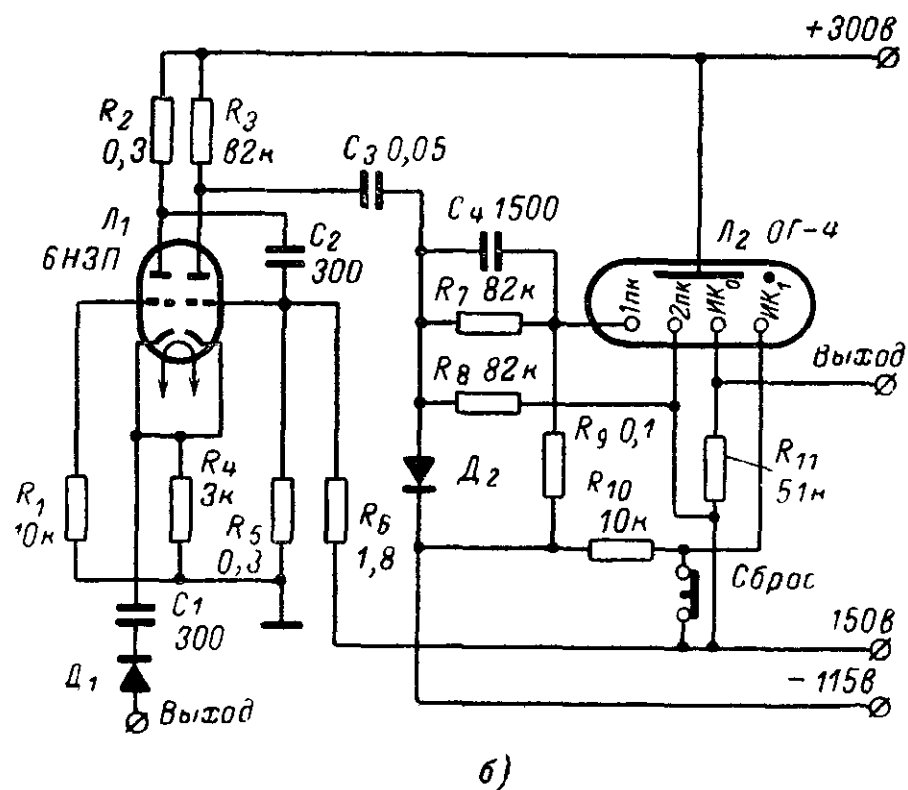 +300в
R2
0,3
R3
82к
C3 0,05
Л1
6Н3П
C2
300
C4 1500
Л2 ОГ-4
R7 82к
1пк
2пк
ИК0
ИК1
Выход
R8 82к
R9 0,1
Д2
R11
51к
R10
10к
R1
10к
R4
3к
R5
0,3
R6
1,8
Сброс
C1
300
150в
Д1
-115в
Выход
б)